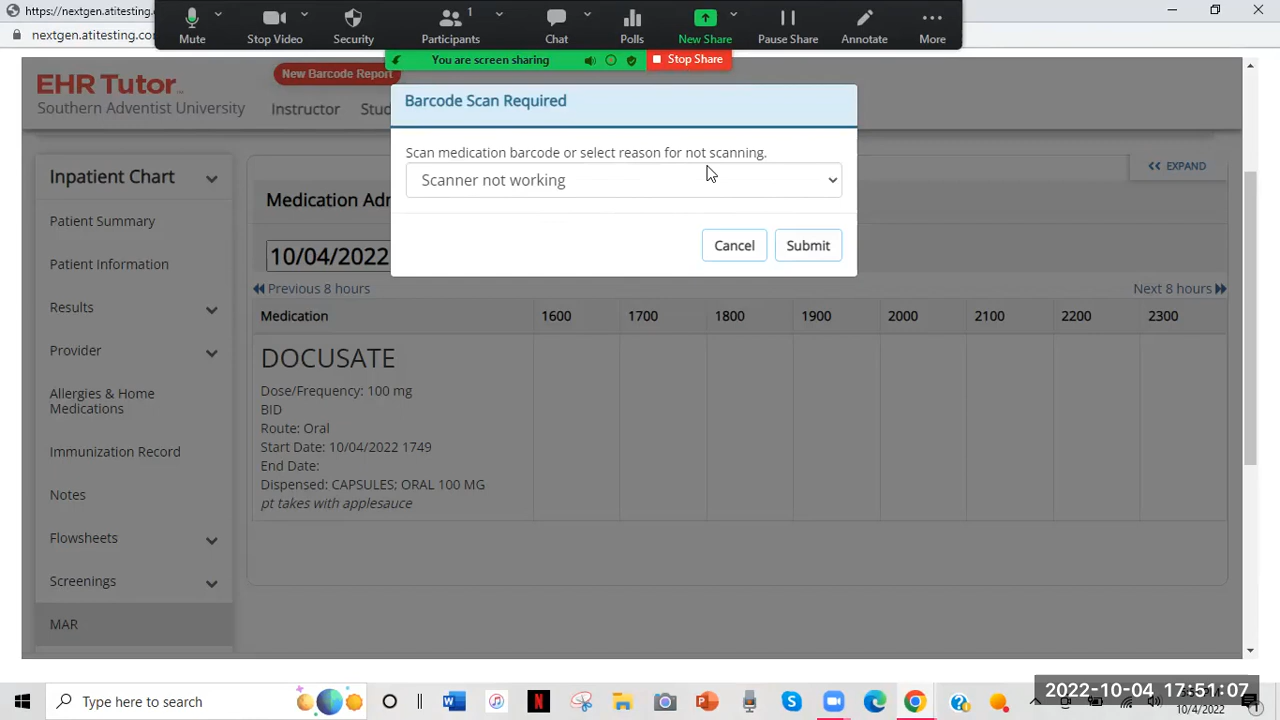 https://nextgen.atitesting
Mute
Stop Video
Security
1
Participants
Chat
Polls
New Share
Pause Share
Annotate
More
nextgen.atitesting.co
You are screen sharing
Stop Share
EHR Tutor
Southern Adventist University
New Barcode Report
Instructor
Stud
Barcode Scan Required
Scan medication barcode or select reason for not scanning.
Scanner not working
Cancel
Submit
Inpatient Chart
Patient Summary
Patient Information
Results
Provider
Allergies & Home
Medications
Immunization Record
Notes
Flowsheets
Screenings
MAR
<< EXPAND
Medication Adm
10/04/2022
Previous 8 hours
Next 8 hours
Medication 1600 1700 1800 1900 2000 2100 2200 2300
DOCUSATE
Dose/Frequency: 100 mg
BID
Route: Oral
Start Date: 10/04/2022 1749
End Date:
Dispensed: CAPSULES; ORAL 100 MG
pt takes with applesauce
Type here to search
2022-10-04 17:51:07
10/4/2022